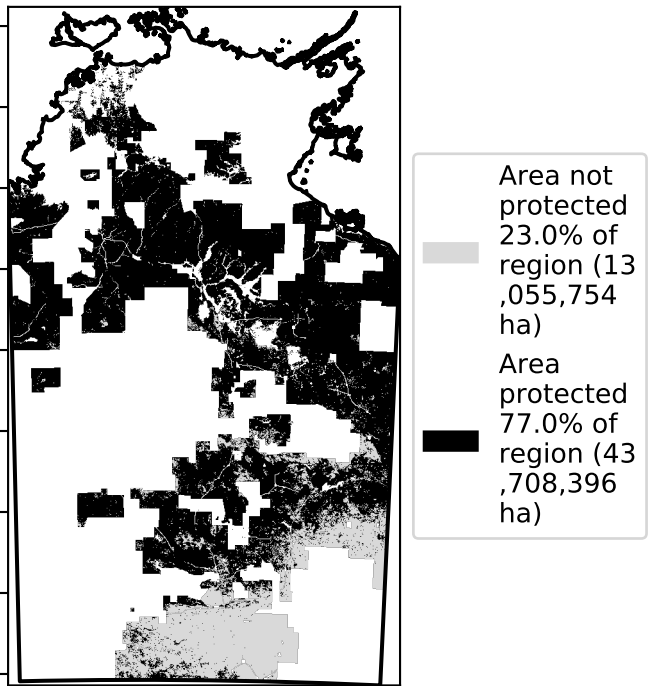 Area not
protected
23.0% of
region (13
,055,754
ha)
Area
protected
77.0% of
region (43
,708,396
ha)